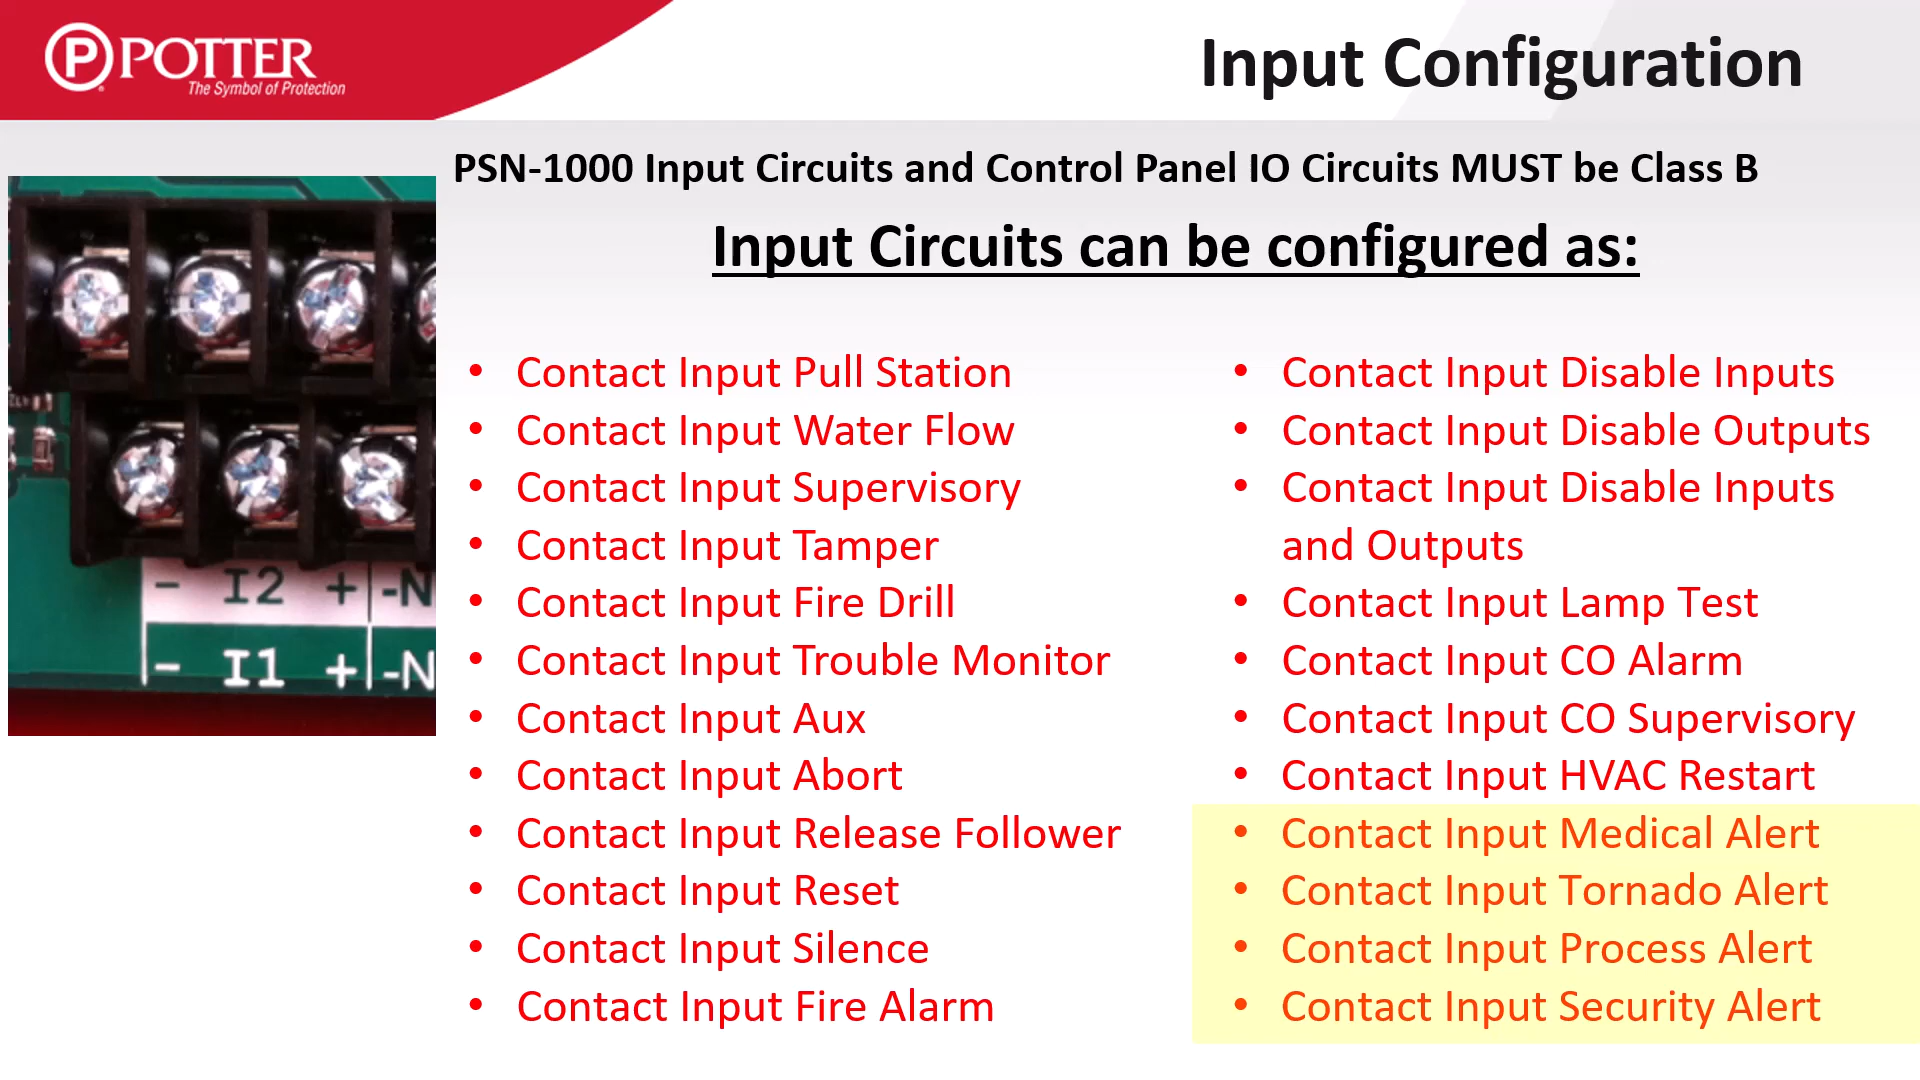 P POTTER
The Symbol of Protection
Input Configuration
PSN-1000 Input Circuits and Control Panel IO Circuits MUST be Class B
Input Circuits can be configured as:
- I2 + -N
- I1 + -N
• Contact Input Pull Station
• Contact Input Water Flow
• Contact Input Supervisory
• Contact Input Tamper
• Contact Input Fire Drill
• Contact Input Trouble Monitor
• Contact Input Aux
• Contact Input Abort
• Contact Input Release Follower
• Contact Input Reset
• Contact Input Silence
• Contact Input Fire Alarm
• Contact Input Disable Inputs
• Contact Input Disable Outputs
• Contact Input Disable Inputs
and Outputs
• Contact Input Lamp Test
• Contact Input CO Alarm
• Contact Input CO Supervisory
• Contact Input HVAC Restart
• Contact Input Medical Alert
• Contact Input Tornado Alert
• Contact Input Process Alert
• Contact Input Security Alert